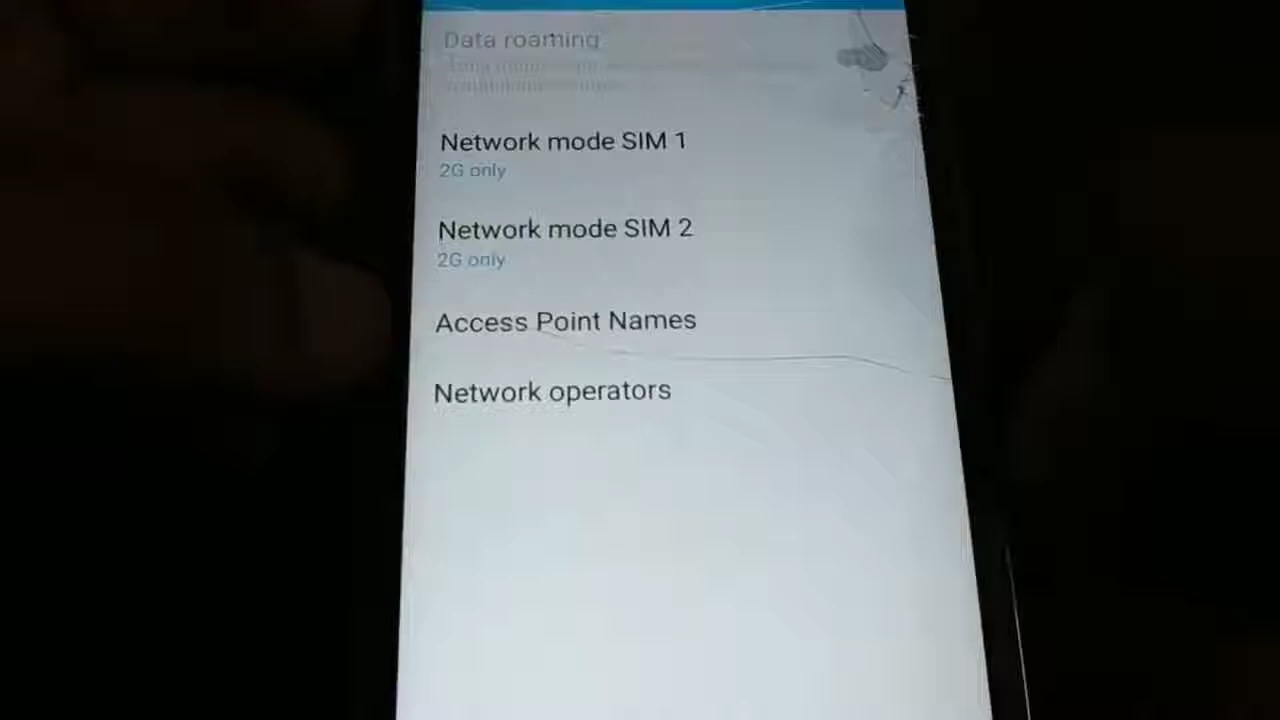 Data roaming
Network mode SIM 1
2G only
Network mode SIM 2
2G only
Access Point Names
Network operators